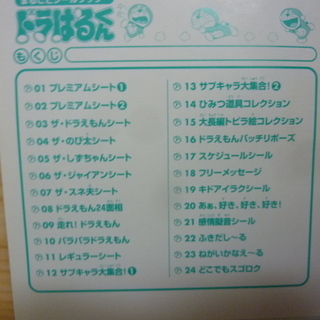 まるごとシールブック
ドラはるくん
もくじ
01 プレミアムシート❶
02 プレミアムシート❷
03 ザ・ドラえもんシート
04 ザ・のび太シート
05 ザ・しずちゃんシート
06 ザ・ジャイアンシート
07 ザ・スネ夫シート
08 ドラえもん24面相
09 走れ!ドラえもん
10 パラパラドラえもん
11 レギュラーシート
12 サブキャラ大集合!❶
13 サブキャラ大集合!❷
14 ひみつ道具コレクション
15 大長編トビラ絵コレクション
16 ドラえもんバッチリポーズ
17 スケジュールシール
18 フリーメッセージ
19 キドアイラクシール
20 あぁ、好き、好き、好き!
21 感情擬音シール
22 ふきだし〜る
23 ねがいかなえ〜る
24 どこでもスゴロク